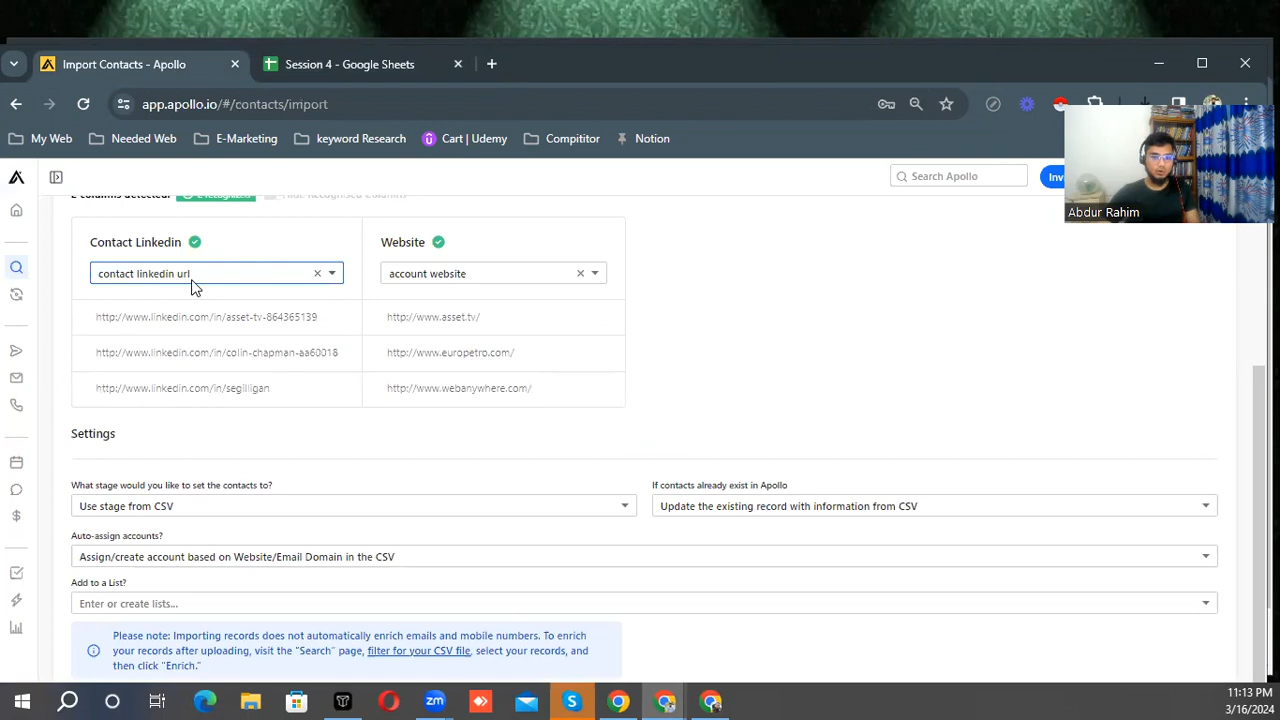 Import Contacts - Apollo
Session 4 - Google Sheets
app.apollo.io/#/contacts/import
My Web
Needed Web
E-Marketing
keyword Research
Cart | Udemy
Compititor
Notion
Search Apollo
Inv
Abdur Rahim
2 columns detected:
Contact Linkedin
Website
contact linkedin url
account website
http://www.linkedin.com/in/asset-tv-864365139
http://www.asset.tv/
http://www.linkedin.com/in/colin-chapman-aa60018
http://www.europetro.com/
http://www.linkedin.com/in/segilligan
http://www.webanywhere.com/
Settings
What stage would you like to set the contacts to?
If contacts already exist in Apollo
Use stage from CSV
Update the existing record with information from CSV
Auto-assign accounts?
Assign/create account based on Website/Email Domain in the CSV
Add to a List?
Enter or create lists...
Please note: Importing records does not automatically enrich emails and mobile numbers. To enrich
your records after uploading, visit the "Search" page, filter for your CSV file, select your records, and
then click "Enrich."
zm
11:13 PM
3/16/2024